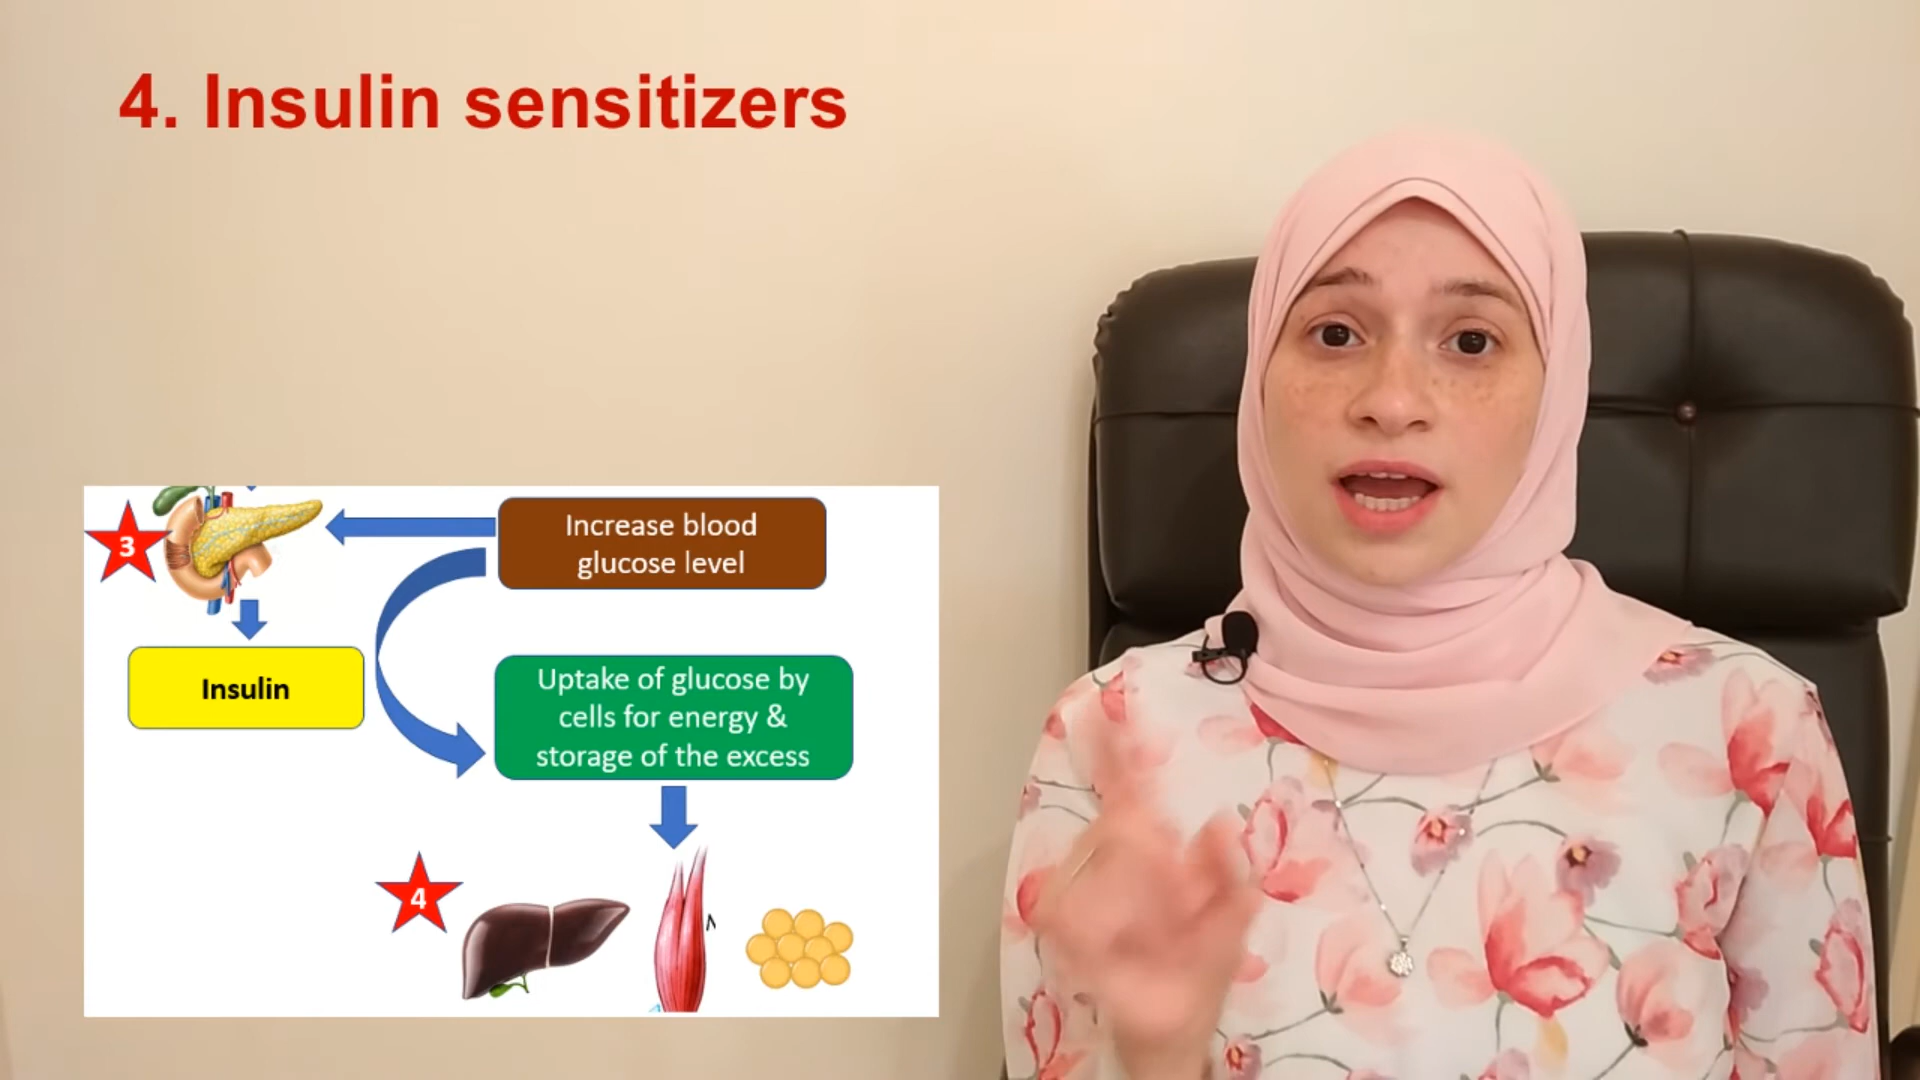 4. Insulin sensitizers
3
Increase blood
glucose level
Insulin
Uptake of glucose by
cells for energy &
storage of the excess
4